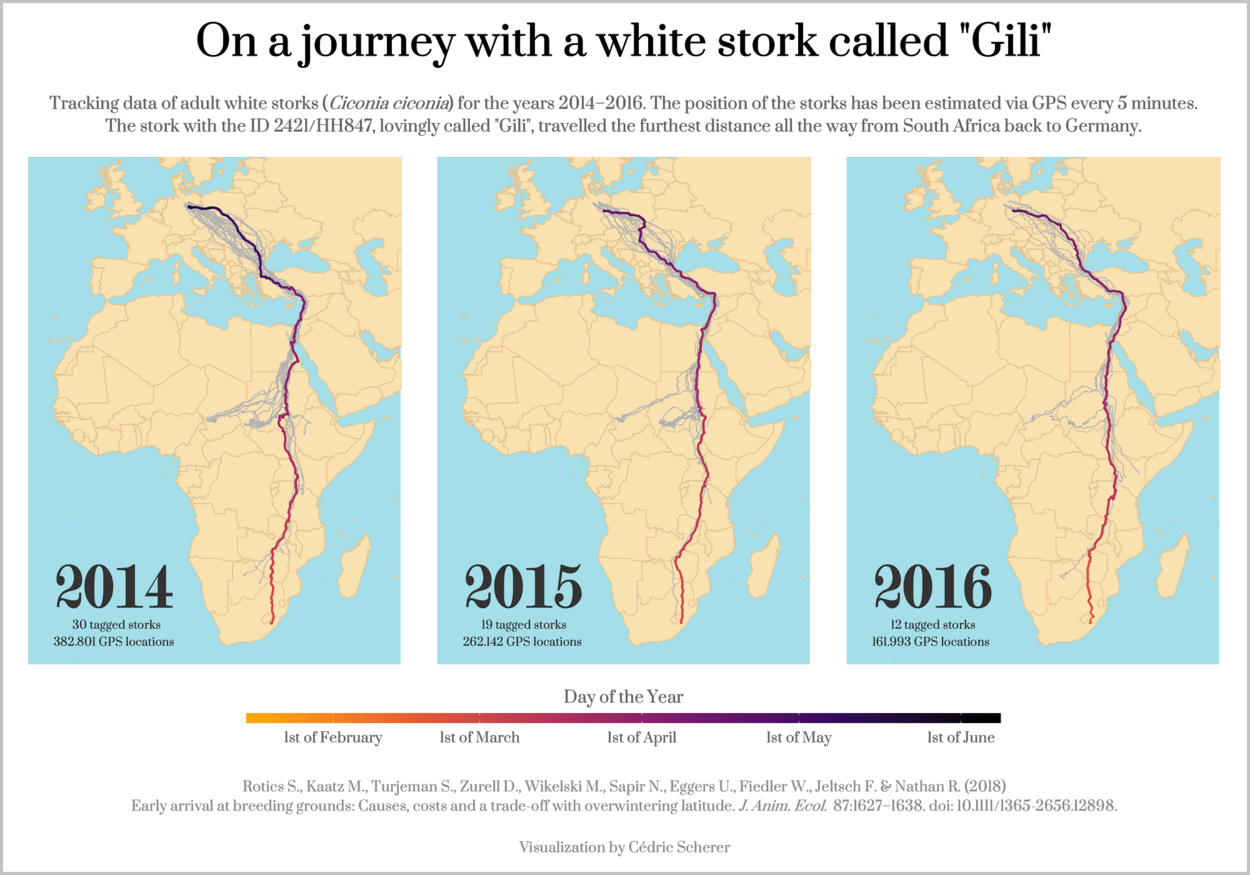 On a journey with a white stork called "Gili"
Tracking data of adult white storks (Ciconia ciconia) for the years 2014–2016. The position of the storks has been estimated via GPS every 5 minutes.
The stork with the ID 2421/HH847, lovingly called "Gili", travelled the furthest distance all the way from South Africa back to Germany.
2014
30 tagged storks
382.801 GPS locations
2015
19 tagged storks
262.142 GPS locations
2016
12 tagged storks
161.993 GPS locations
Day of the Year
1st of February
1st of March
1st of April
1st of May
1st of June
Rotics S., Kaatz M., Turjeman S., Zurell D., Wikelski M., Sapir N., Eggers U., Fiedler W., Jeltsch F. & Nathan R. (2018)
Early arrival at breeding grounds: Causes, costs and a trade-off with overwintering latitude. J. Anim. Ecol. 87:1627–1638. doi: 10.1111/1365-2656.12898.
Visualization by Cédric Scherer